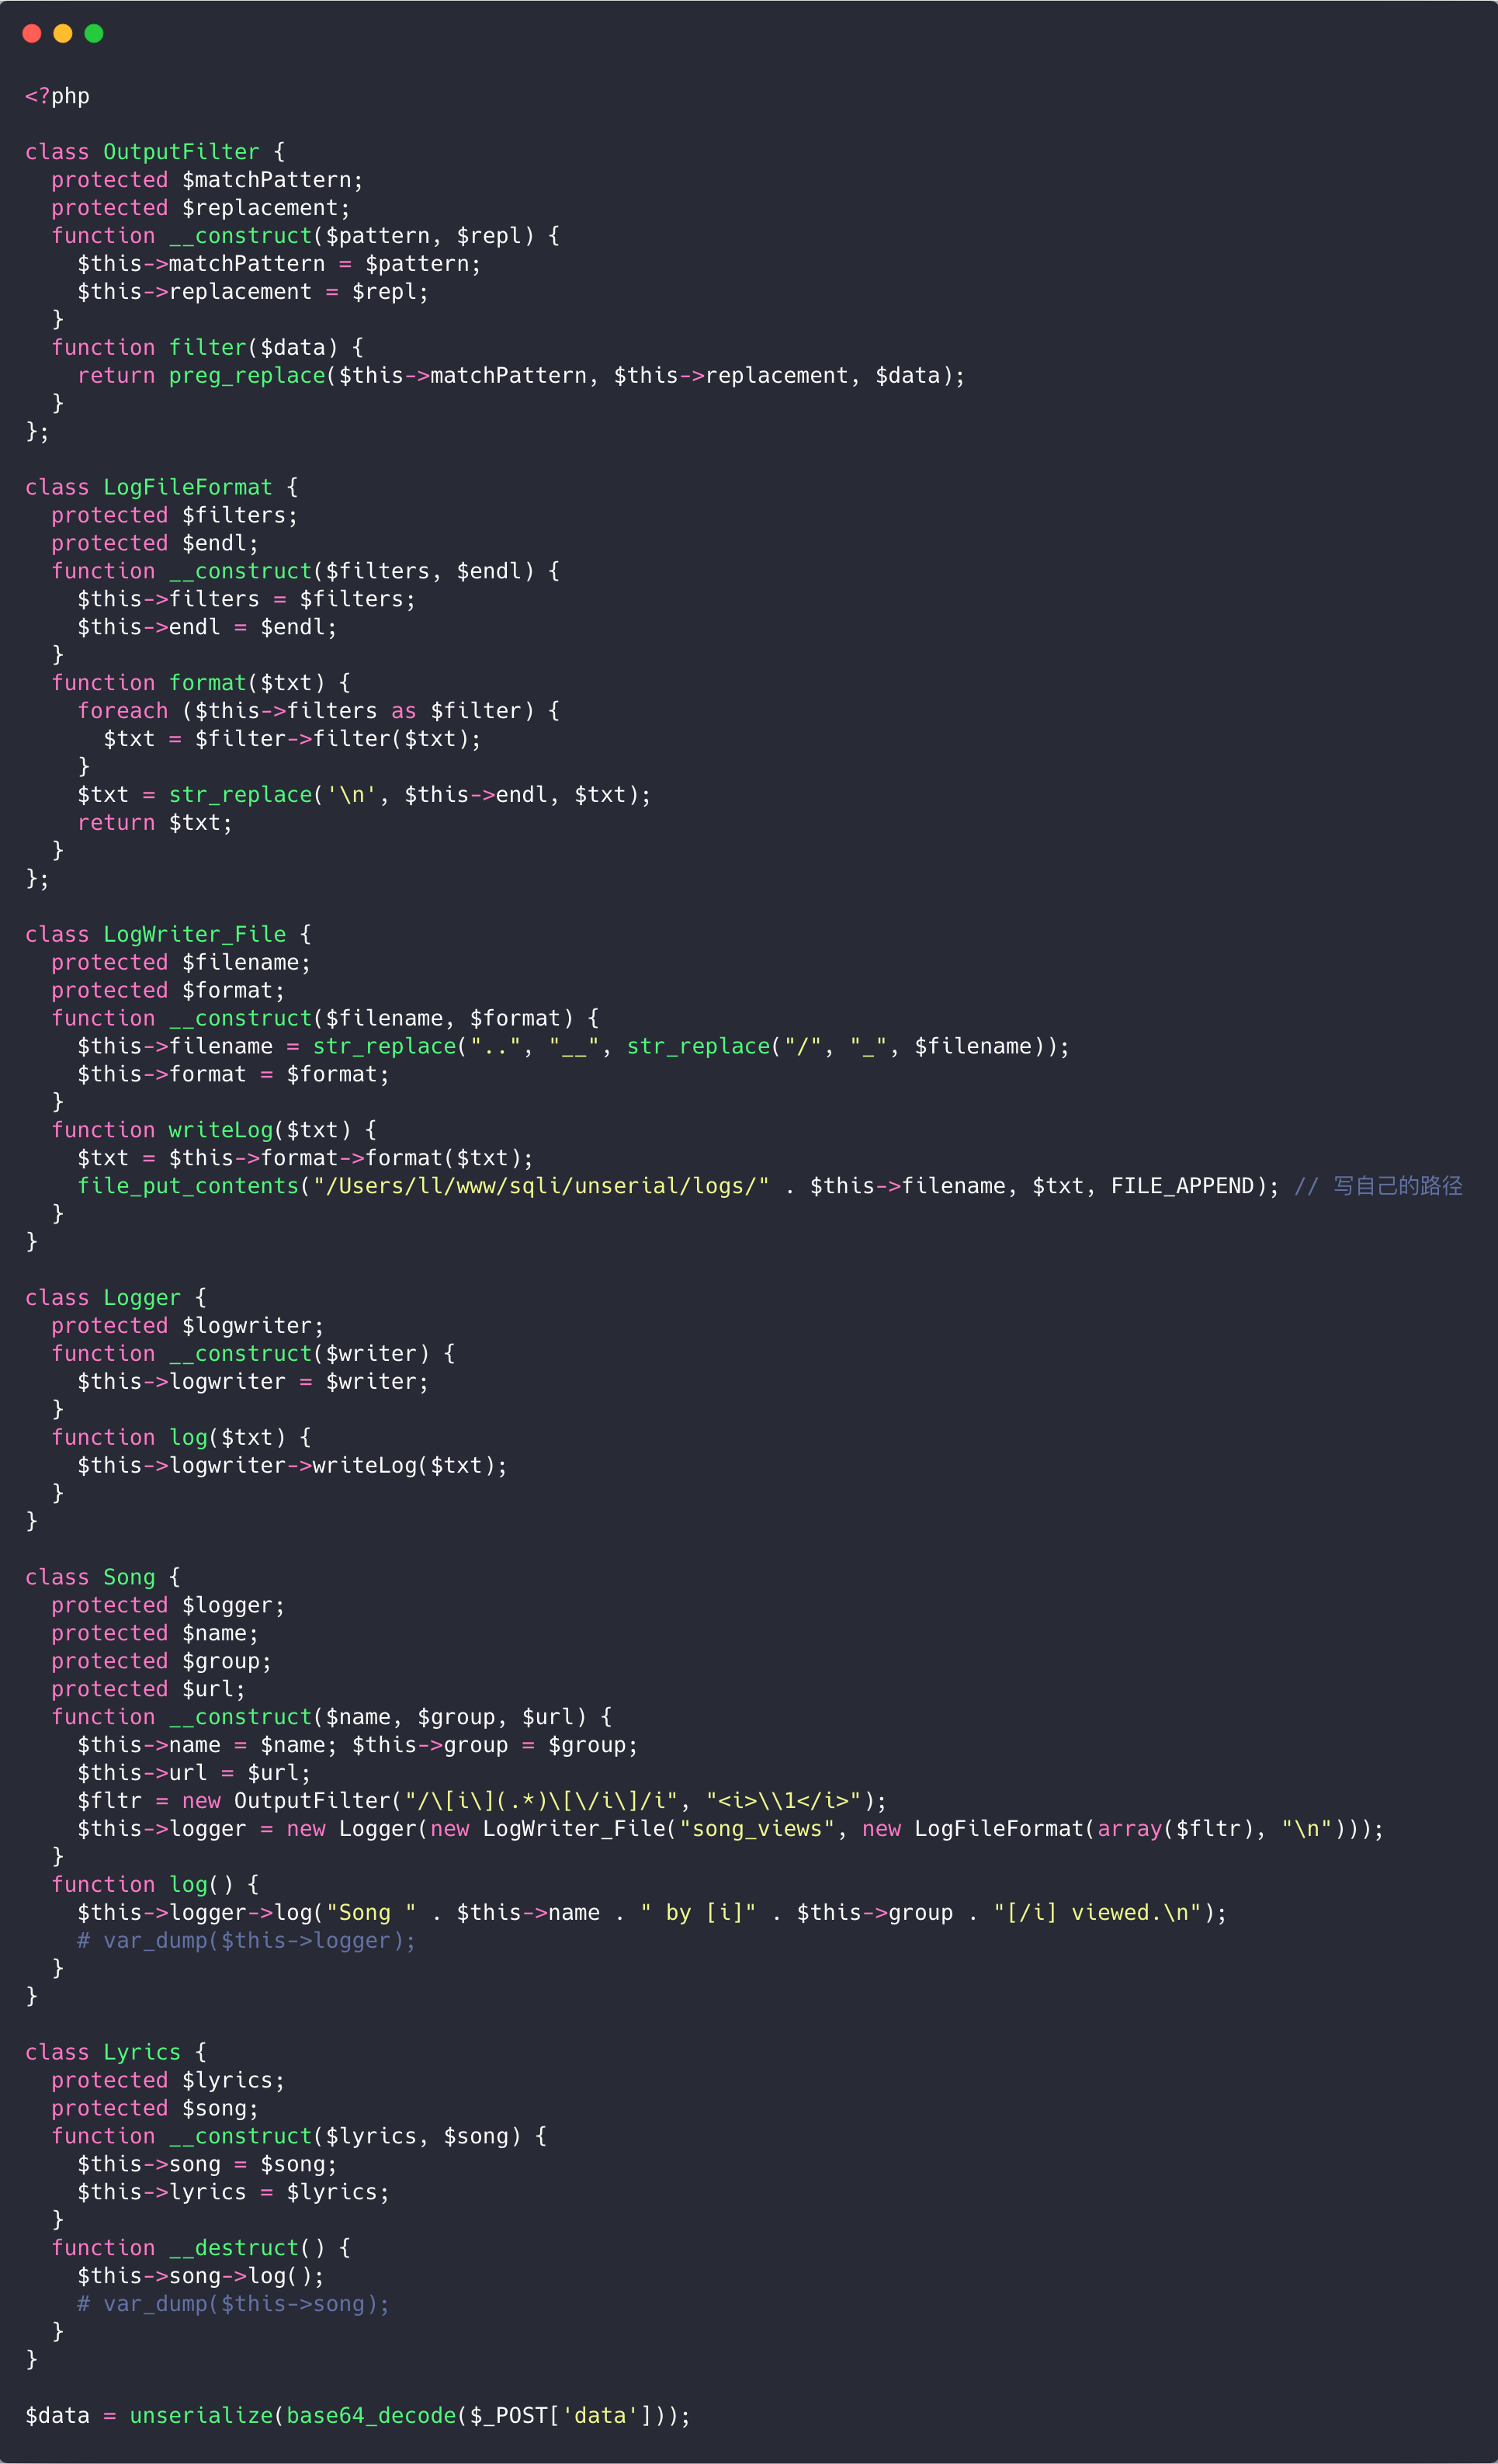 <?php

class OutputFilter {
  protected $matchPattern;
  protected $replacement;
  function __construct($pattern, $repl) {
    $this->matchPattern = $pattern;
    $this->replacement = $repl;
  }
  function filter($data) {
    return preg_replace($this->matchPattern, $this->replacement, $data);
  }
};

class LogFileFormat {
  protected $filters;
  protected $endl;
  function __construct($filters, $endl) {
    $this->filters = $filters;
    $this->endl = $endl;
  }
  function format($txt) {
    foreach ($this->filters as $filter) {
      $txt = $filter->filter($txt);
    }
    $txt = str_replace('\n', $this->endl, $txt);
    return $txt;
  }
};

class LogWriter_File {
  protected $filename;
  protected $format;
  function __construct($filename, $format) {
    $this->filename = str_replace("..", "__", str_replace("/", "_", $filename));
    $this->format = $format;
  }
  function writeLog($txt) {
    $txt = $this->format->format($txt);
    file_put_contents("/Users/ll/www/sqli/unserial/logs/" . $this->filename, $txt, FILE_APPEND); // 写自己的路径
  }
}

class Logger {
  protected $logwriter;
  function __construct($writer) {
    $this->logwriter = $writer;
  }
  function log($txt) {
    $this->logwriter->writeLog($txt);
  }
}

class Song {
  protected $logger;
  protected $name;
  protected $group;
  protected $url;
  function __construct($name, $group, $url) {
    $this->name = $name; $this->group = $group;
    $this->url = $url;
    $fltr = new OutputFilter("/\[i\](.*)\[\/i\]/i", "<i>\\1</i>");
    $this->logger = new Logger(new LogWriter_File("song_views", new LogFileFormat(array($fltr), "\n")));
  }
  function log() {
    $this->logger->log("Song " . $this->name . " by [i]" . $this->group . "[/i] viewed.\n");
    # var_dump($this->logger);
  }
}

class Lyrics {
  protected $lyrics;
  protected $song;
  function __construct($lyrics, $song) {
    $this->song = $song;
    $this->lyrics = $lyrics;
  }
  function __destruct() {
    $this->song->log();
    # var_dump($this->song);
  }
}

$data = unserialize(base64_decode($_POST['data']));